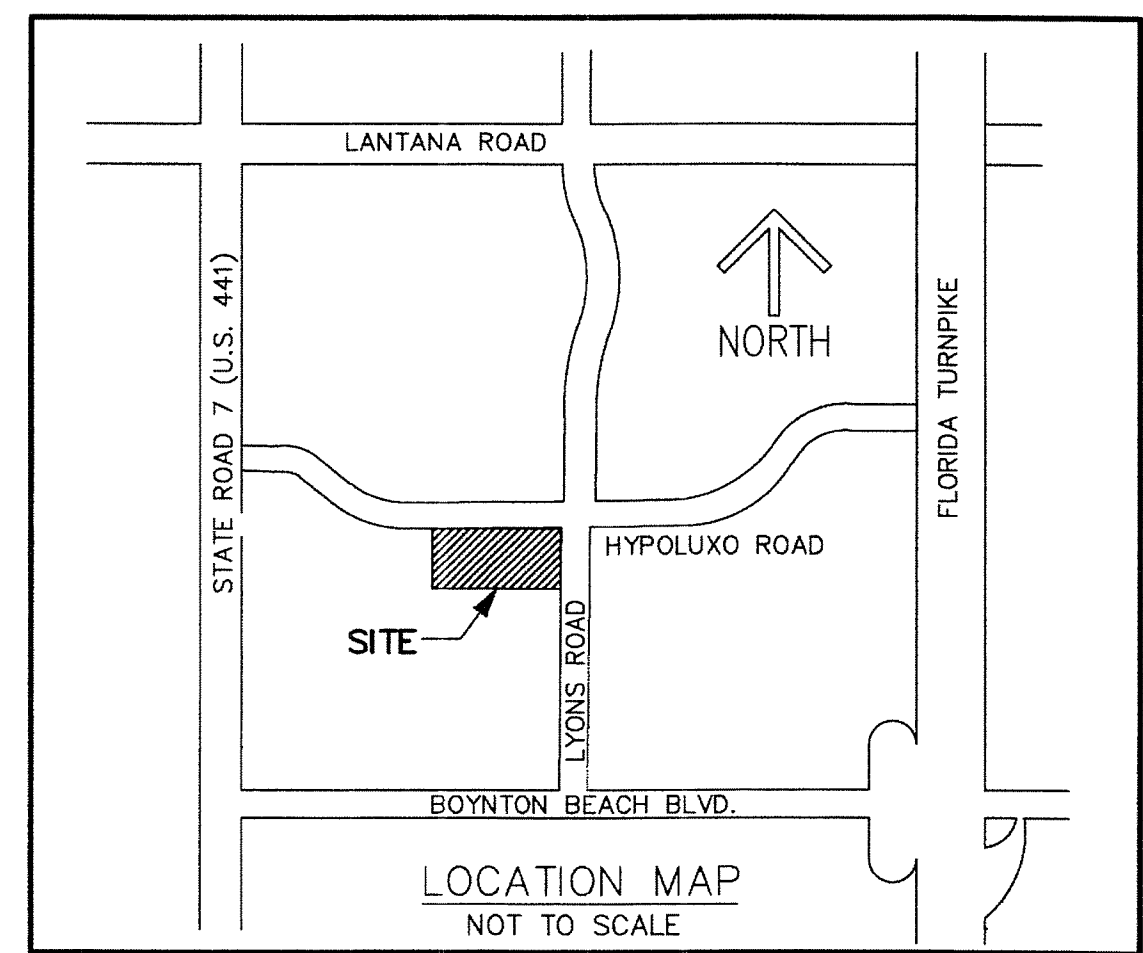 LANTANA ROAD
STATE ROAD 7 (U.S. 441)
NORTH
FLORIDA TURNPIKE
HYPOLUXO ROAD
SITE
LYONS ROAD
BOYNTON BEACH BLVD.
LOCATION MAP
NOT TO SCALE